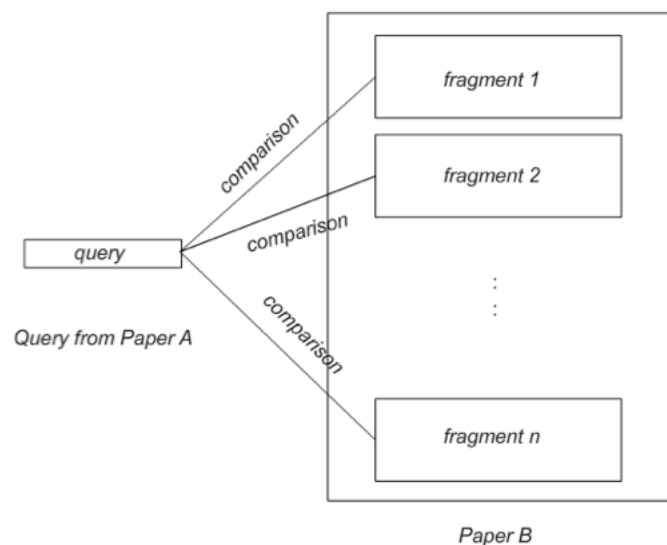 fragment 1
comparison
fragment 2
comparison
query
:
:
comparison
Query from Paper A
fragment n
Paper B